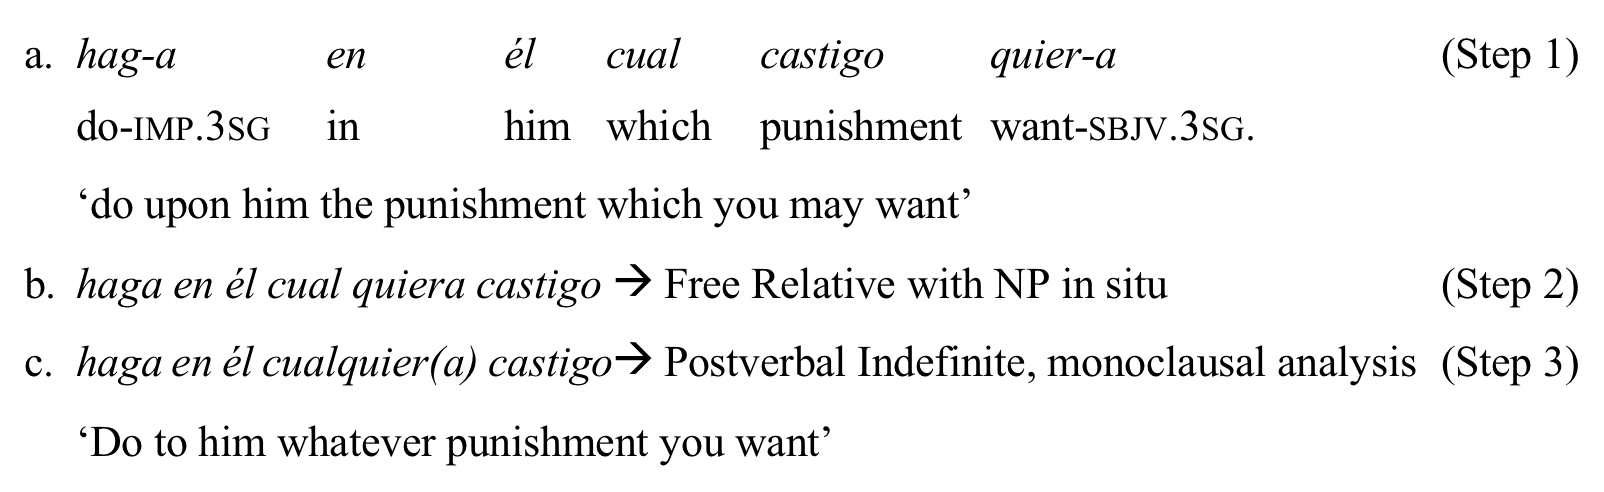 a. hag-a en él cual castigo quier-a (Step 1)
do-IMP.3SG in him which punishment want-SBJV.3SG.
‘do upon him the punishment which you may want’
b. haga en él cual quiera castigo → Free Relative with NP in situ (Step 2)
c. haga en él cualquier(a) castigo→ Postverbal Indefinite, monoclausal analysis (Step 3)
‘Do to him whatever punishment you want’